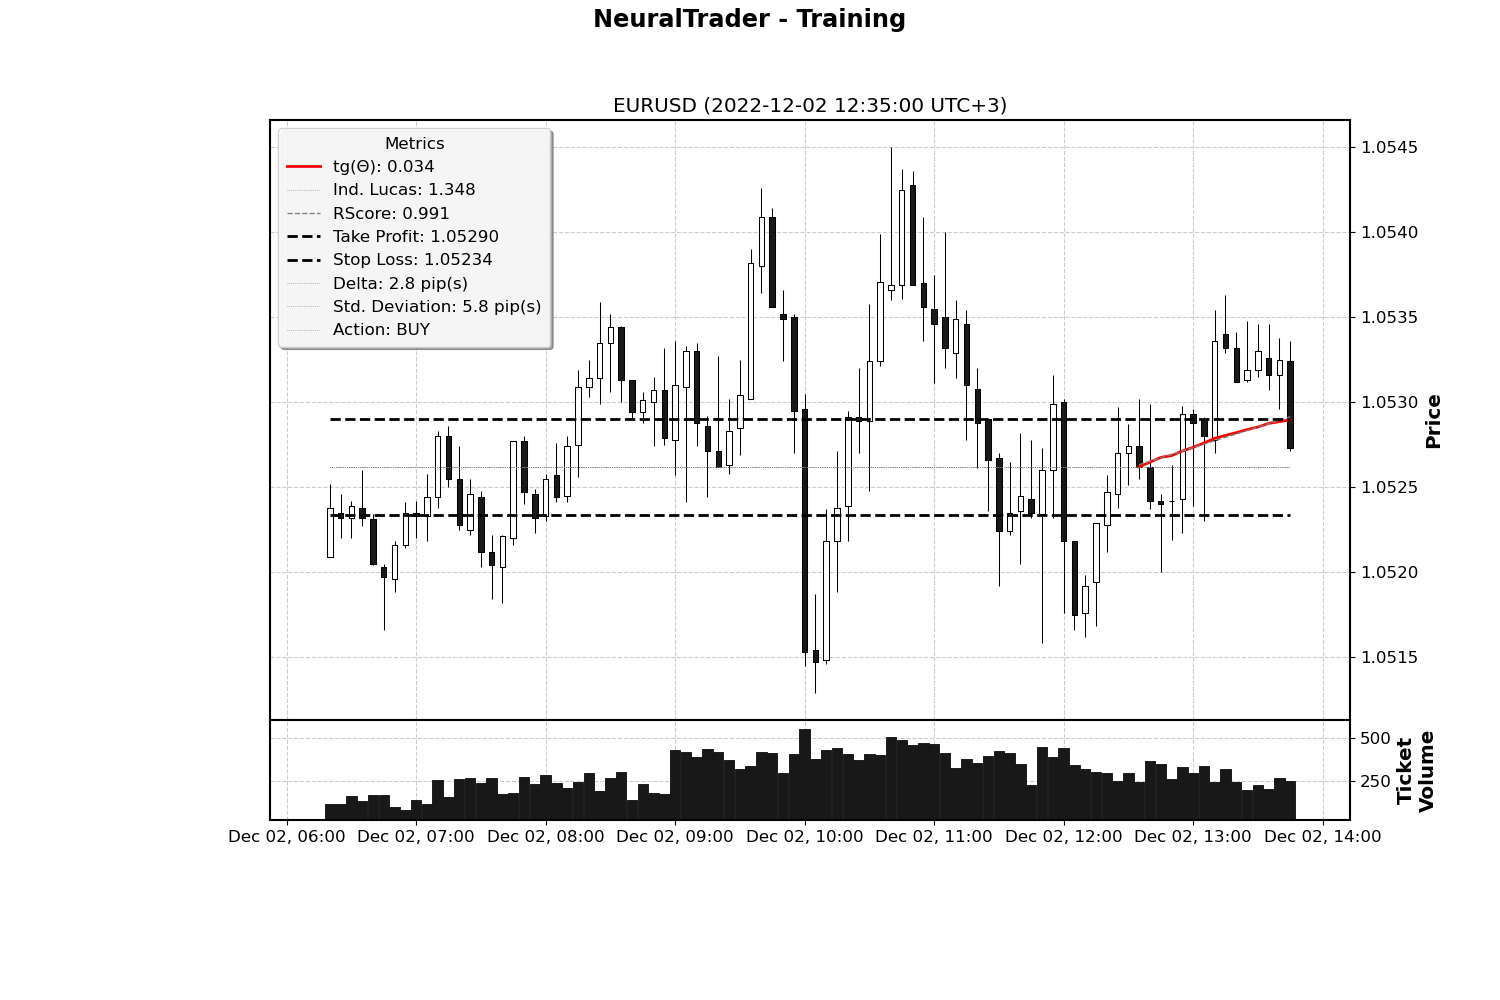 NeuralTrader - Training
EURUSD (2022-12-02 12:35:00 UTC+3)
Metrics
tg(Θ): 0.034
Ind. Lucas: 1.348
RScore: 0.991
Take Profit: 1.05290
Stop Loss: 1.05234
Delta: 2.8 pip(s)
Std. Deviation: 5.8 pip(s)
Action: BUY
1.0545
1.0540
1.0535
1.0530
1.0525
1.0520
1.0515
Price
500
250
Ticket
Volume
Dec 02, 06:00 Dec 02, 07:00 Dec 02, 08:00 Dec 02, 09:00 Dec 02, 10:00 Dec 02, 11:00 Dec 02, 12:00 Dec 02, 13:00 Dec 02, 14:00